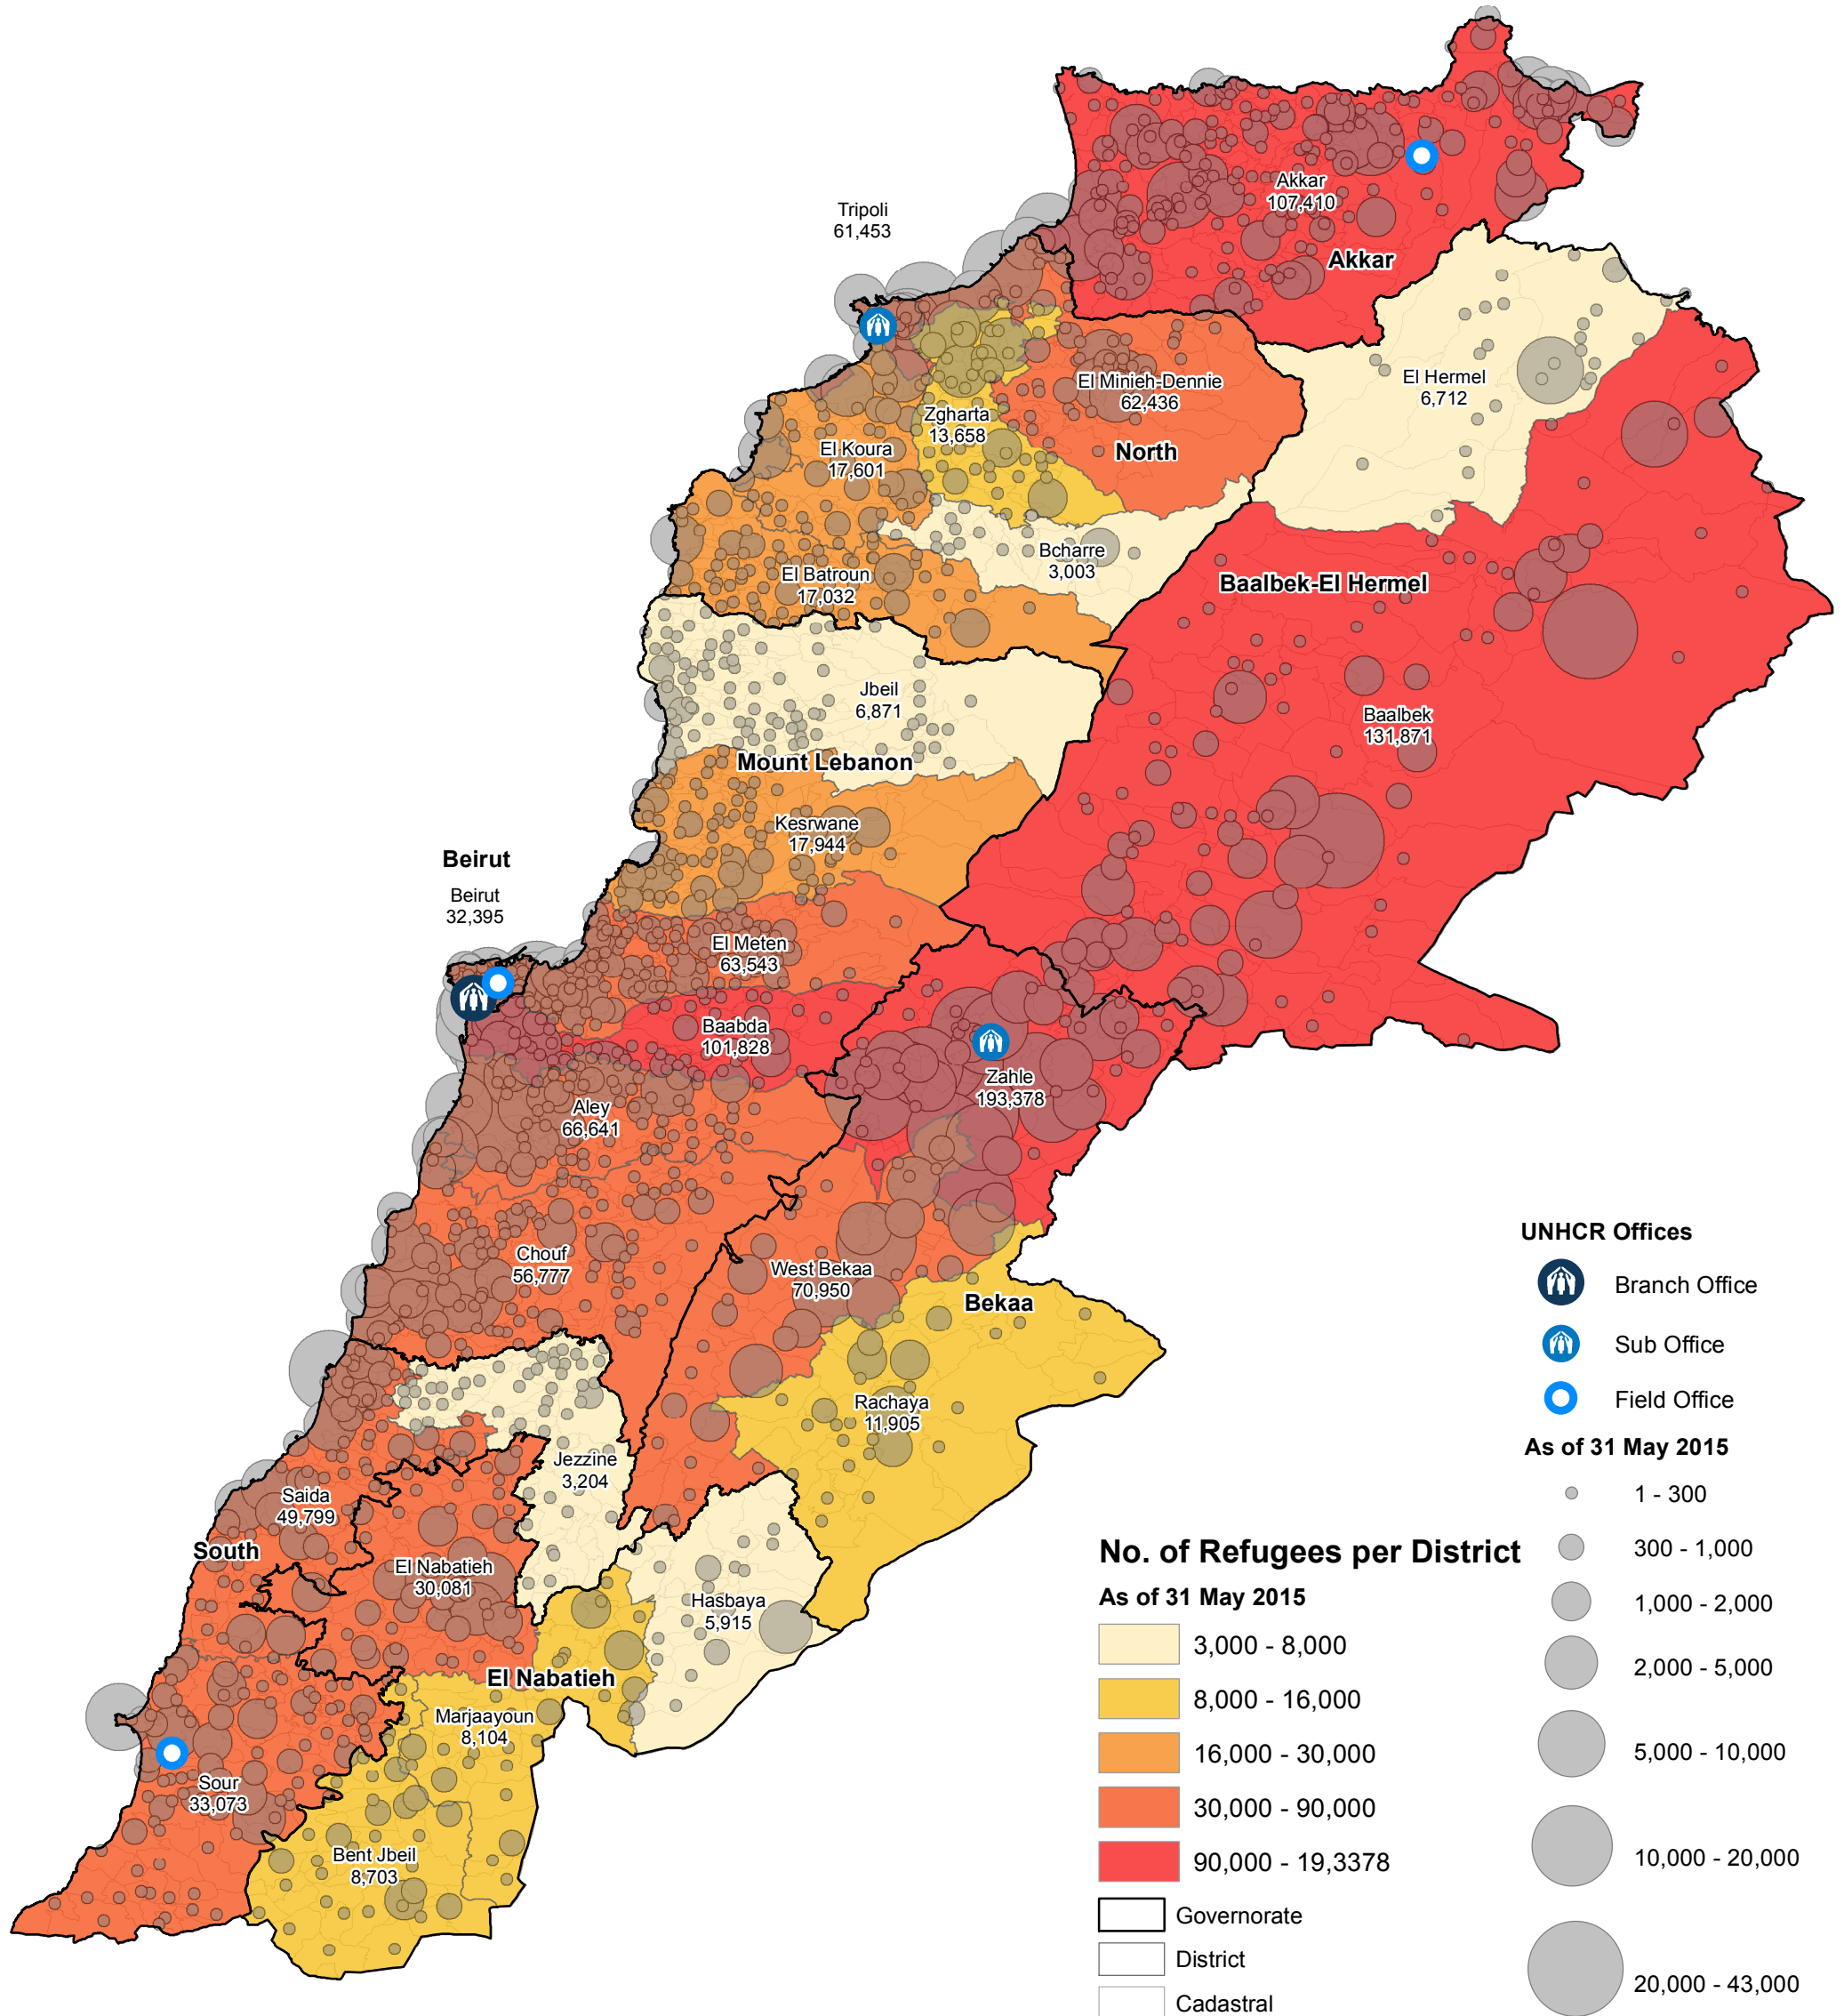 Akkar
107,410
Akkar
Tripoli
61,453
El Hermel
6,712
El Minieh-Dennie
62,436
Zgharta
13,658
North
El Koura
17,601
Bcharre
3,003
El Batroun
17,032
Baalbek-El Hermel
Jbeil
6,871
Baalbek
131,871
Mount Lebanon
Kesrwane
17,944
Beirut
Beirut
32,395
El Meten
63,543
Baabda
101,828
Zahle
193,378
Aley
66,641
Chouf
56,777
West Bekaa
70,950
Bekaa
Rachaya
11,905
Jezzine
3,204
Saida
49,799
South
El Nabatieh
30,081
Hasbaya
5,915
El Nabatieh
Marjaayoun
8,104
Sour
33,073
Bent Jbeil
8,703
UNHCR Offices
Branch Office
Sub Office
Field Office
As of 31 May 2015
1 - 300
300 - 1,000
1,000 - 2,000
2,000 - 5,000
5,000 - 10,000
10,000 - 20,000
20,000 - 43,000
No. of Refugees per District
As of 31 May 2015
3,000 - 8,000
8,000 - 16,000
16,000 - 30,000
30,000 - 90,000
90,000 - 19,3378
Governorate
District
Cadastral